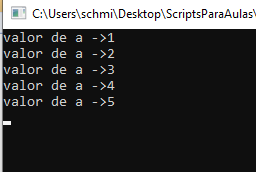 C:\Users\schmi\Desktop\ScriptsParaAulas\
valor de a ->1
valor de a ->2
valor de a ->3
valor de a ->4
valor de a ->5